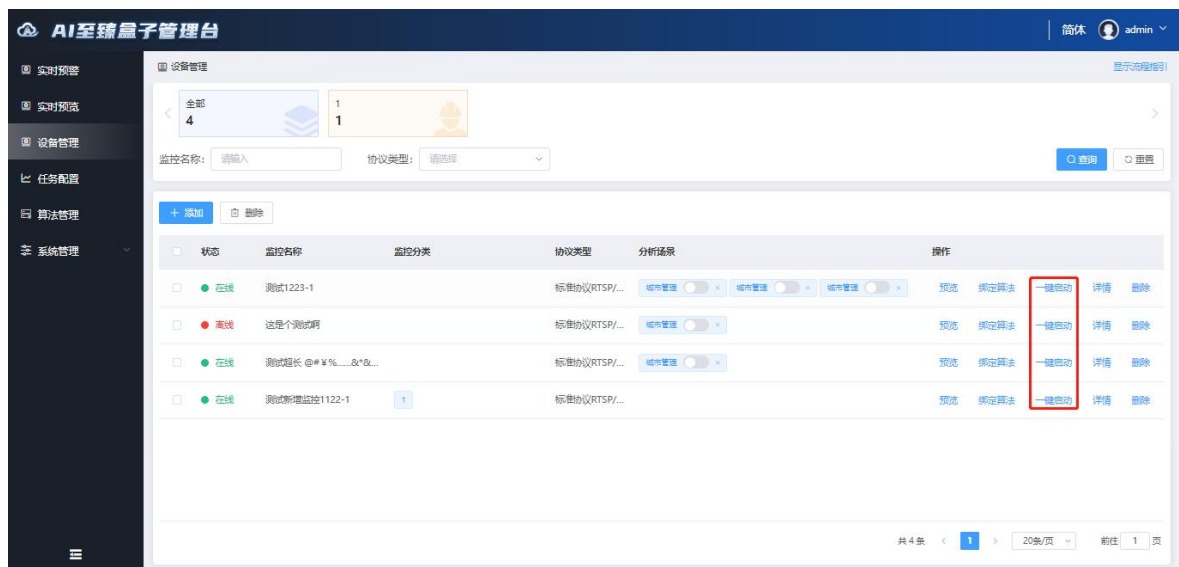 AI至臻盒子管理台
简体 admin
实时预警
实时预览
设备管理
任务配置
算法管理
系统管理
设备管理 显示流程指引
全部
4
1
1
监控名称： 请输入 协议类型： 请选择 查询 重置
+ 添加 删除
状态 监控名称 监控分类 协议类型 分析场景 操作
在线 测试1223-1 标准协议RTSP/... 城市管理 × 城市管理 × 城市管理 × 预览 绑定算法 一键启动 详情 删除
离线 这是个测试啊 标准协议RTSP/... 城市管理 × 预览 绑定算法 一键启动 详情 删除
在线 测试超长 @#￥%……&*&... 标准协议RTSP/... 城市管理 × 预览 绑定算法 一键启动 详情 删除
在线 测试新增监控1122-1 1 标准协议RTSP/... 预览 绑定算法 一键启动 详情 删除
共4条 < 1 > 20条/页 前往 1 页